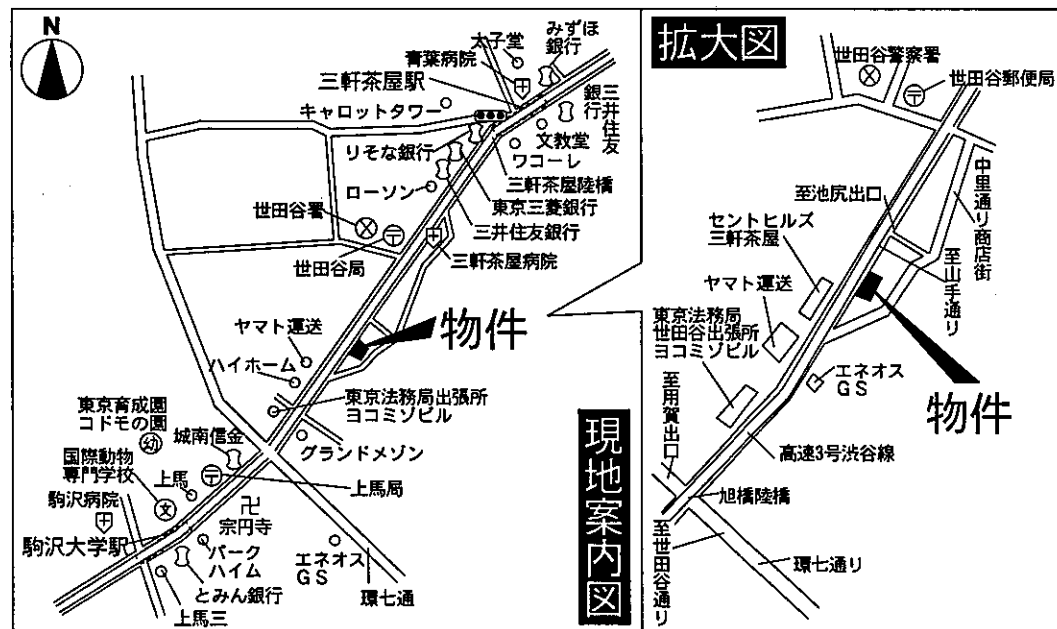 N
太子堂
みずほ
銀行
青葉病院
三軒茶屋駅
キャロットタワー
三井住友
銀行
りそな銀行
文教堂
ワコーレ
三軒茶屋陸橋
ローソン
東京三菱銀行
三井住友銀行
世田谷署
世田谷局
三軒茶屋病院
ヤマト運送
物件
ハイホーム
東京法務局出張所
ヨコミゾビル
東京育成園
コドモの園
幼
城南信金
グランドメゾン
国際動物
専門学校
上馬
上馬局
駒沢病院
文
宗円寺
駒沢大学駅
パーク
ハイム
エネオス
GS
環七通
とみん銀行
上馬三
現地案内図
拡大図
世田谷警察署
世田谷郵便局
中里通り商店街
至池尻出口
至山手通り
セントヒルズ
三軒茶屋
ヤマト運送
東京法務局
世田谷出張所
ヨコミゾビル
エネオス
GS
物件
至用賀出口
高速3号渋谷線
旭橋陸橋
至世田谷通り
環七通り